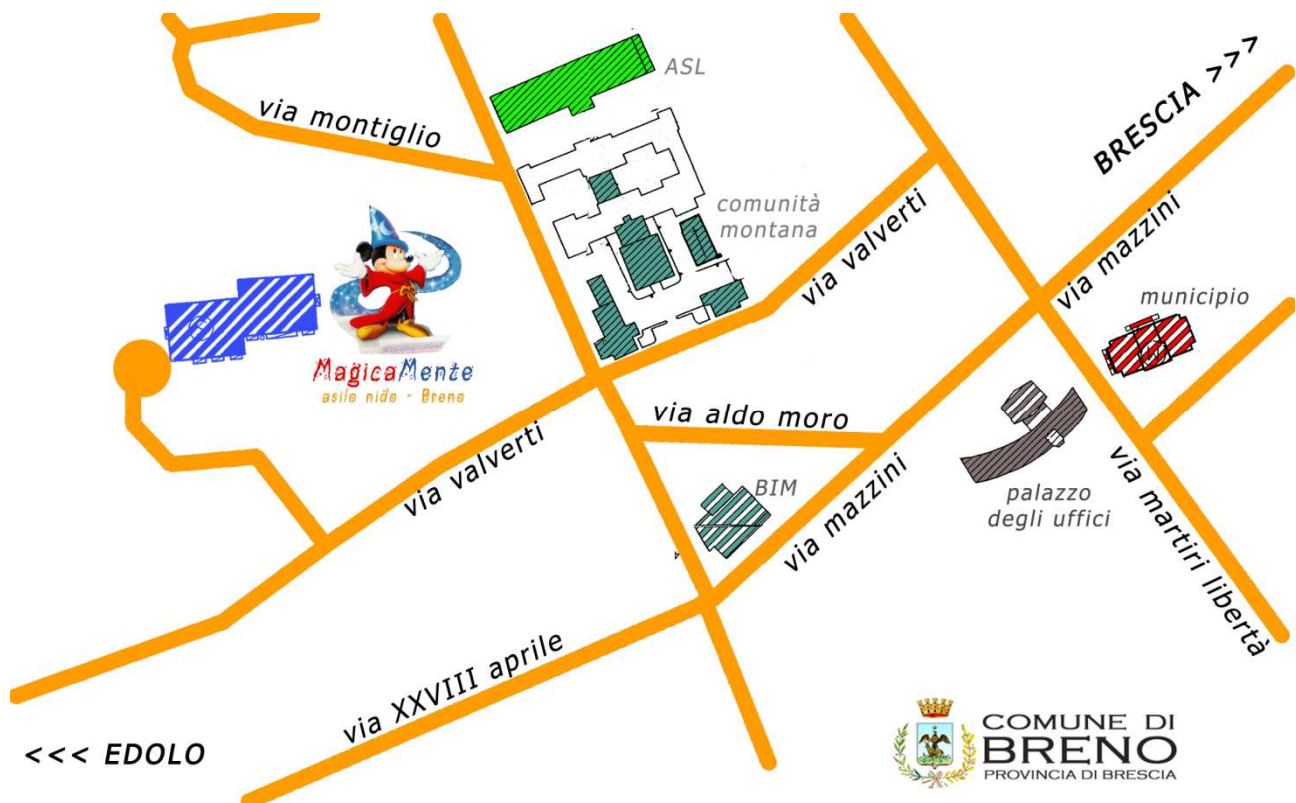 ASL
BRESCIA >>>
via montiglio
comunità
montana
via valverti
via mazzini
municipio
MagicaMente
asilo nido - Breno
via aldo moro
via valverti
BIM
via mazzini
palazzo
degli uffici
via martiri libertà
via XXVIII aprile
<<< EDOLO
COMUNE DI
BRENO
PROVINCIA DI BRESCIA